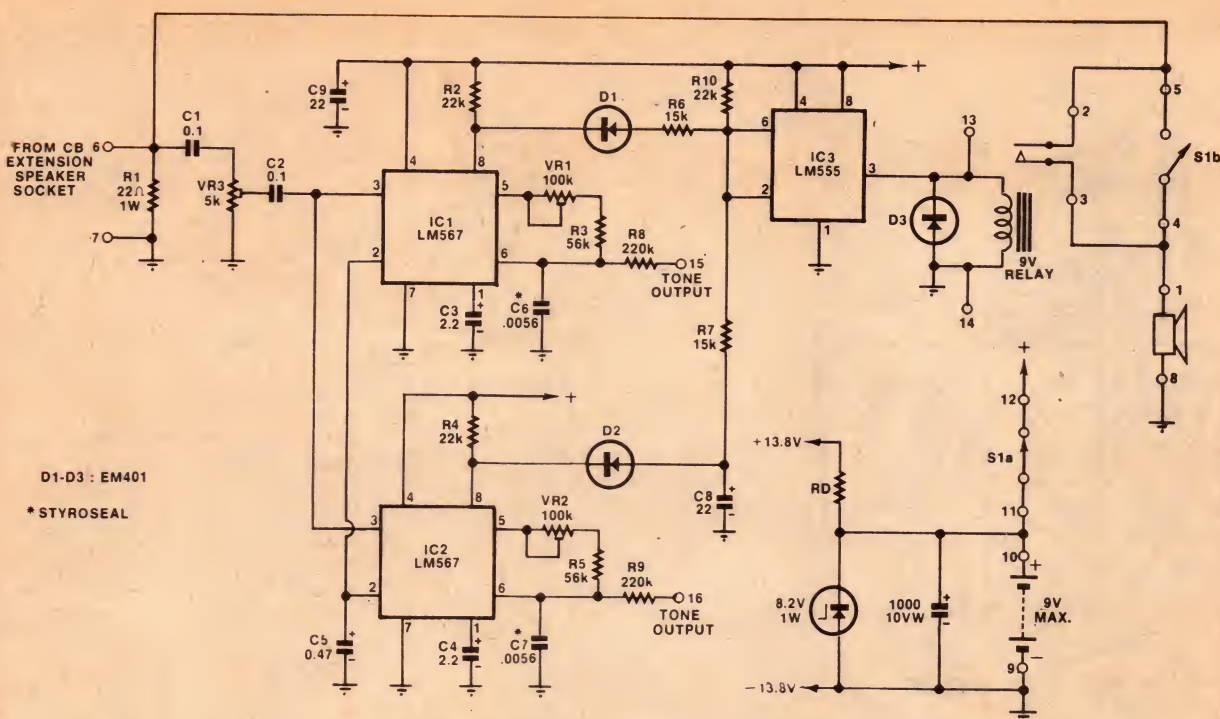 FROM CB
EXTENSION
SPEAKER
SOCKET
6
7
R1
22Ω
1W
C1
0.1
VR3
5k
C2
0.1
C9
22
+
-
R2
22k
D1
R6
15k
R10
22k
+
4
8
3
5
2
6
7
1
IC1
LM567
VR1
100k
R3
56k
R8
220k
15
TONE
OUTPUT
C3
2.2
+
-
*
C6
.0056
4
8
6
2
3
1
IC3
LM555
13
D3
14
9V
RELAY
2
3
5
S1b
4
1
8
R7
15k
R4
22k
+
D2
C8
22
+
-
4
8
3
5
2
6
7
1
IC2
LM567
VR2
100k
R5
56k
R9
220k
16
TONE
OUTPUT
C5
0.47
+
-
C4
2.2
+
-
*
C7
.0056
D1-D3 : EM401
* STYROSEAL
+13.8V
RD
8.2V
1W
1000
10VW
+
-
-13.8V
+
12
S1a
11
10
+
9V
MAX.
-
9